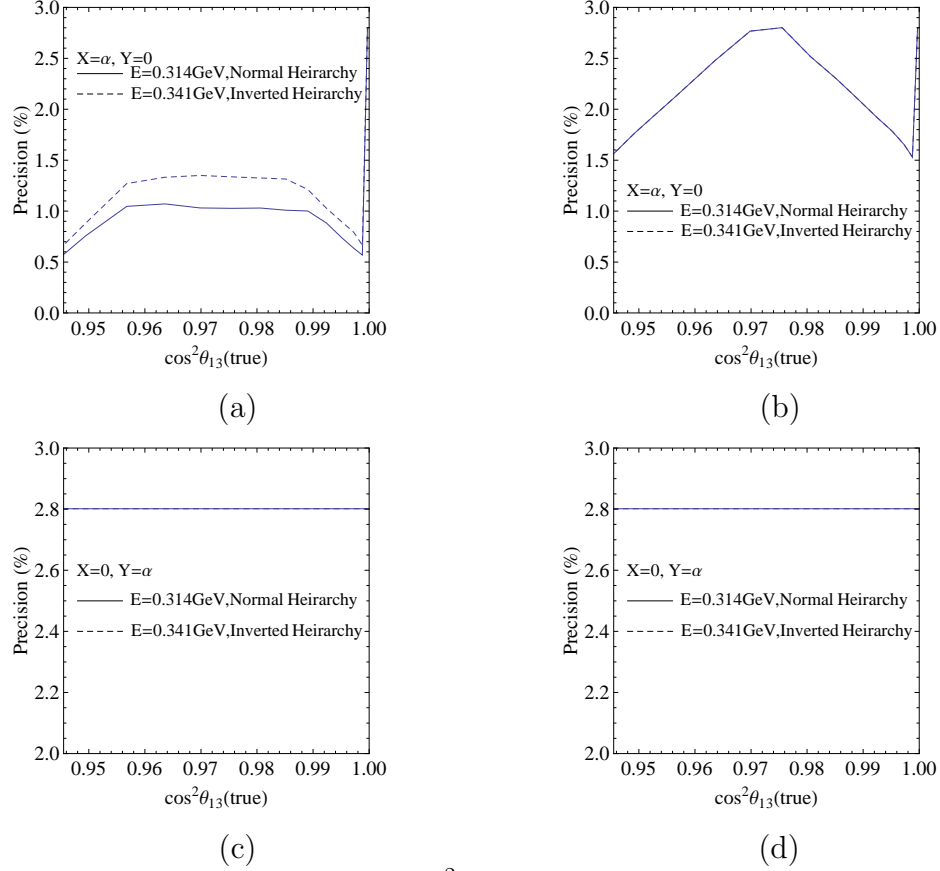 3.0
2.5
2.0
1.5
1.0
0.5
0.0
Precision (%)
X=α, Y=0
E=0.314GeV,Normal Heirarchy
E=0.341GeV,Inverted Heirarchy
0.95 0.96 0.97 0.98 0.99 1.00
cos²θ₁₃(true)
(a)
3.0
2.5
2.0
1.5
1.0
0.5
0.0
Precision (%)
X=α, Y=0
E=0.314GeV,Normal Heirarchy
E=0.341GeV,Inverted Heirarchy
0.95 0.96 0.97 0.98 0.99 1.00
cos²θ₁₃(true)
(b)
3.0
2.8
2.6
2.4
2.2
2.0
Precision (%)
X=0, Y=α
E=0.314GeV,Normal Heirarchy
E=0.341GeV,Inverted Heirarchy
0.95 0.96 0.97 0.98 0.99 1.00
cos²θ₁₃(true)
(c)
3.0
2.8
2.6
2.4
2.2
2.0
Precision (%)
X=0, Y=α
E=0.314GeV,Normal Heirarchy
E=0.341GeV,Inverted Heirarchy
0.95 0.96 0.97 0.98 0.99 1.00
cos²θ₁₃(true)
(d)